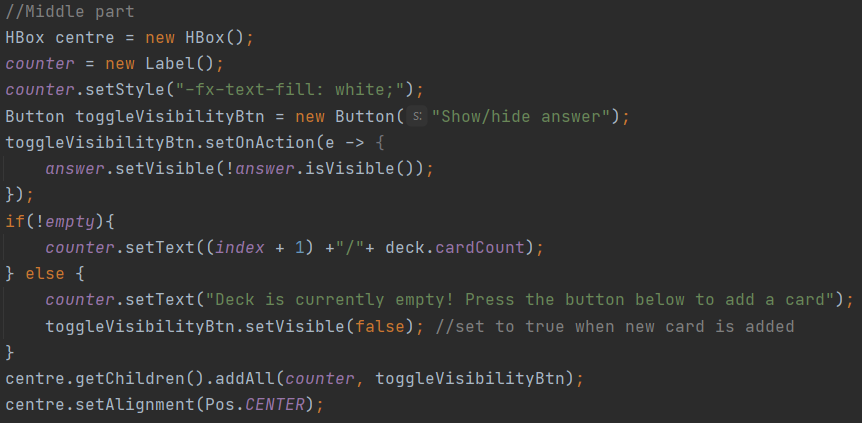 //Middle part
HBox centre = new HBox();
counter = new Label();
counter.setStyle("-fx-text-fill: white;");
Button toggleVisibilityBtn = new Button( s: "Show/hide answer");
toggleVisibilityBtn.setOnAction(e -> {
    answer.setVisible(!answer.isVisible());
});
if(!empty){
    counter.setText((index + 1) +"/"+ deck.cardCount);
} else {
    counter.setText("Deck is currently empty! Press the button below to add a card");
    toggleVisibilityBtn.setVisible(false); //set to true when new card is added
}
centre.getChildren().addAll(counter, toggleVisibilityBtn);
centre.setAlignment(Pos.CENTER);